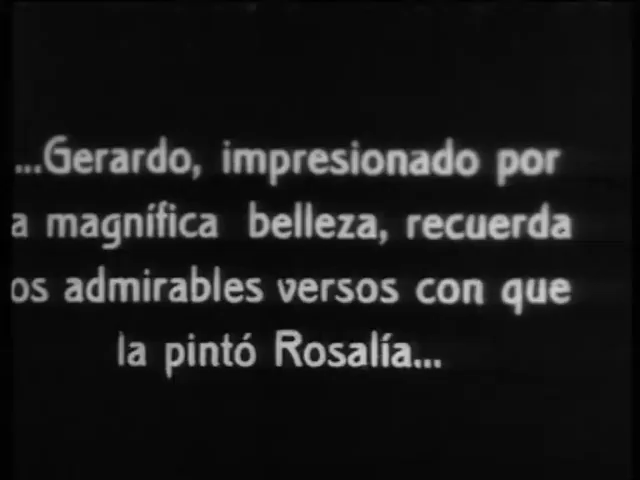 ...Gerardo, impresionado por
a magnífica belleza, recuerda
os admirables versos con que
la pintó Rosalía...